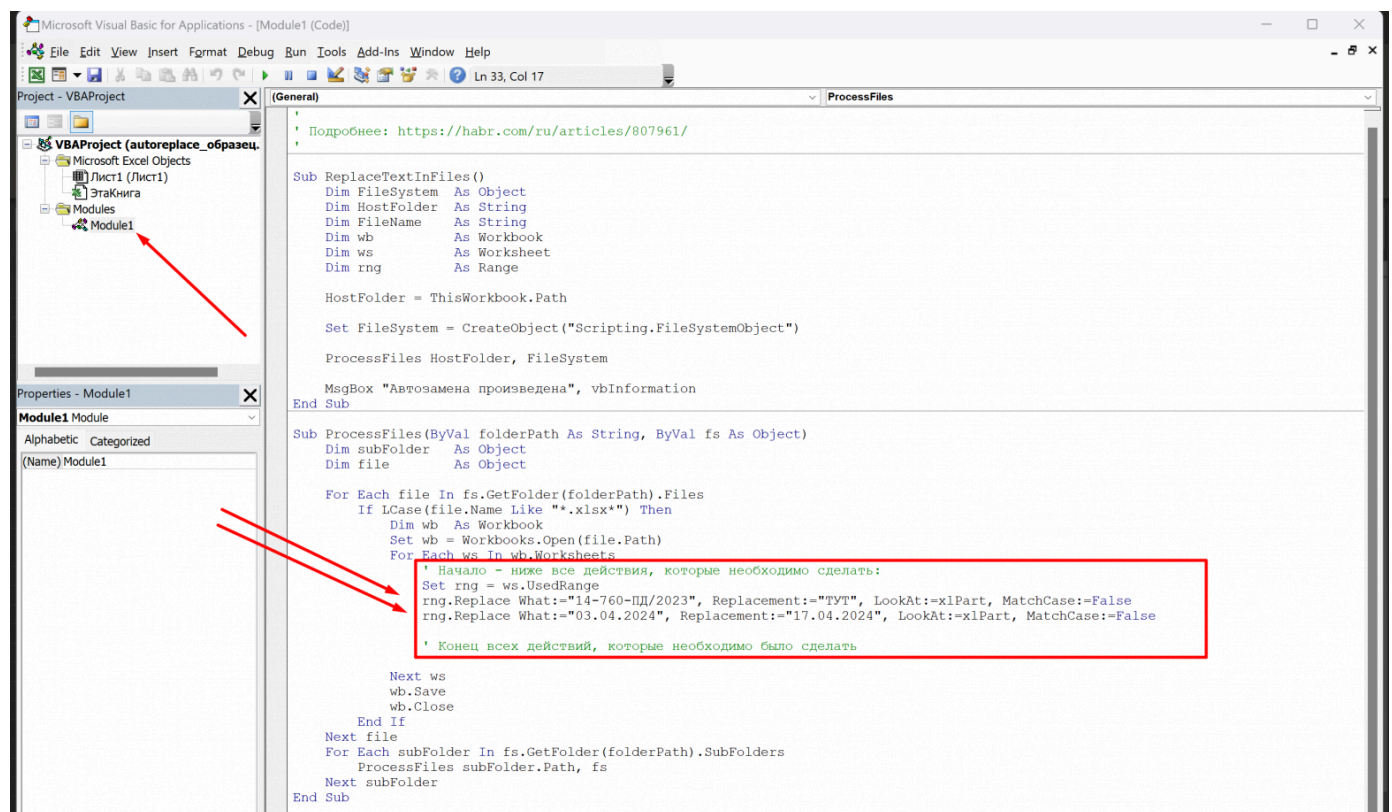 Microsoft Visual Basic for Applications - [Module1 (Code)]
File Edit View Insert Format Debug Run Tools Add-Ins Window Help
Ln 33, Col 17
Project - VBAProject
(General)
ProcessFiles
VBAProject (autoreplace_образец.
Microsoft Excel Objects
Лист1 (Лист1)
ЭтаКнига
Modules
Module1
Properties - Module1
Module1 Module
Alphabetic Categorized
(Name) Module1
'
' Подробнее: https://habr.com/ru/articles/807961/
'
Sub ReplaceTextInFiles()
Dim FileSystem As Object
Dim HostFolder As String
Dim FileName As String
Dim wb As Workbook
Dim ws As Worksheet
Dim rng As Range
HostFolder = ThisWorkbook.Path
Set FileSystem = CreateObject("Scripting.FileSystemObject")
ProcessFiles HostFolder, FileSystem
MsgBox "Автозамена произведена", vbInformation
End Sub
Sub ProcessFiles(ByVal folderPath As String, ByVal fs As Object)
Dim subFolder As Object
Dim file As Object
For Each file In fs.GetFolder(folderPath).Files
If LCase(file.Name Like "*.xlsx*") Then
Dim wb As Workbook
Set wb = Workbooks.Open(file.Path)
For Each ws In wb.Worksheets
' Начало - ниже все действия, которые необходимо сделать:
Set rng = ws.UsedRange
rng.Replace What:="14-760-ПД/2023", Replacement:="ТУТ", LookAt:=xlPart, MatchCase:=False
rng.Replace What:="03.04.2024", Replacement:="17.04.2024", LookAt:=xlPart, MatchCase:=False
' Конец всех действий, которые необходимо было сделать
Next ws
wb.Save
wb.Close
End If
Next file
For Each subFolder In fs.GetFolder(folderPath).SubFolders
ProcessFiles subFolder.Path, fs
Next subFolder
End Sub